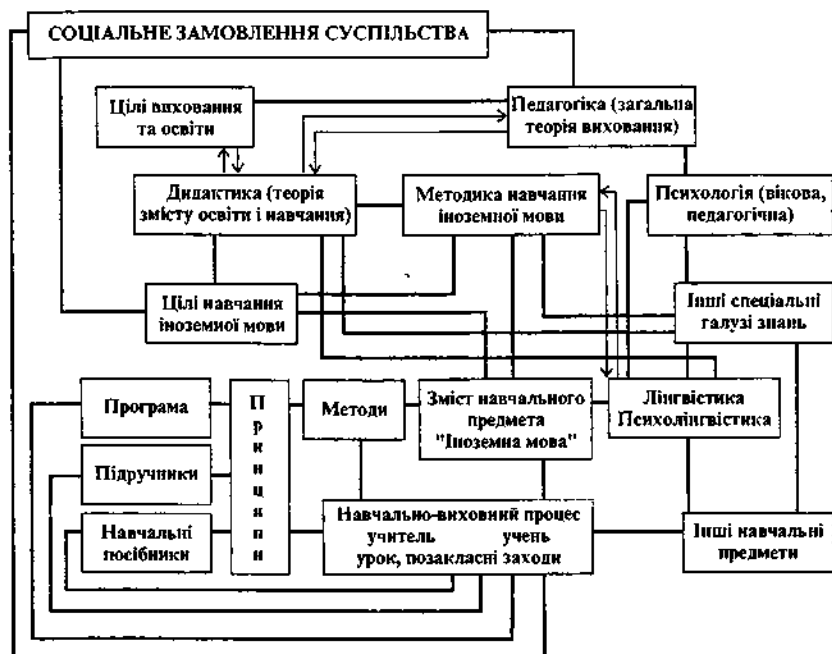 СОЦІАЛЬНЕ ЗАМОВЛЕННЯ СУСПІЛЬСТВА
Цілі виховання
та освіти
Педагогіка (загальна
теорія виховання)
Дидактика (теорія
змісту освіти і навчання)
Методика навчання
іноземної мови
Психологія (вікова,
педагогічна)
Цілі навчання
іноземної мови
Інші спеціальні
галузі знань
Програма
П
р
и
н
ц
и
п
и
Методи
Зміст навчального
предмета
"Іноземна мова"
Лінгвістика
Психолінгвістика
Підручники
Навчальні
посібники
Навчально-виховний процес
учитель учень
урок, позакласні заходи
Інші навчальні
предмети